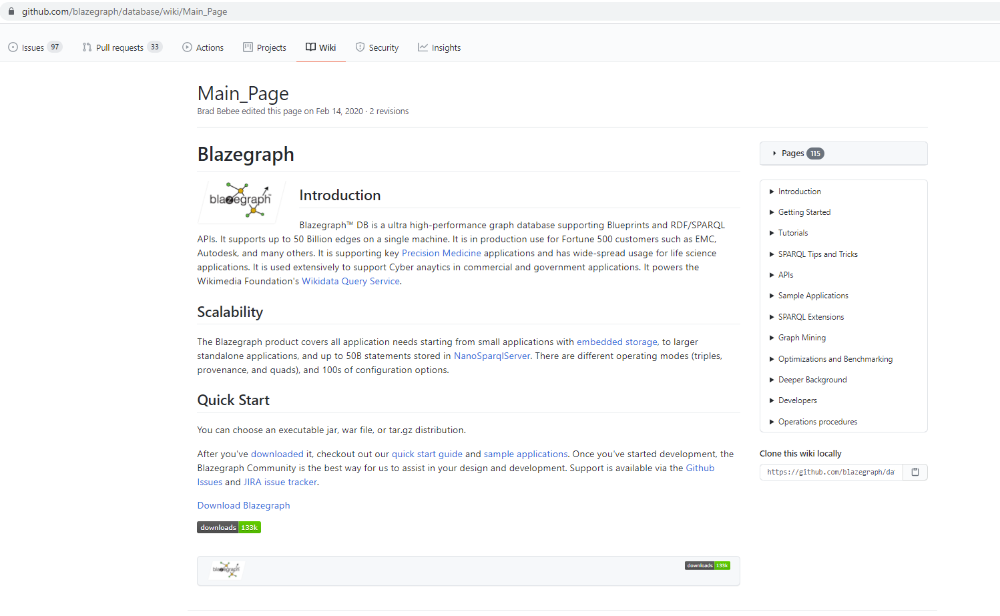 github.com/blazegraph/database/wiki/Main_Page
Issues 97 Pull requests 33 Actions Projects Wiki Security Insights
Main_Page
Brad Bebee edited this page on Feb 14, 2020 · 2 revisions
Blazegraph
blazegraph™
Introduction
Blazegraph™ DB is a ultra high-performance graph database supporting Blueprints and RDF/SPARQL
APIs. It supports up to 50 Billion edges on a single machine. It is in production use for Fortune 500 customers such as EMC,
Autodesk, and many others. It is supporting key Precision Medicine applications and has wide-spread usage for life science
applications. It is used extensively to support Cyber anaytics in commercial and government applications. It powers the
Wikimedia Foundation's Wikidata Query Service.
Scalability
The Blazegraph product covers all application needs starting from small applications with embedded storage, to larger
standalone applications, and up to 50B statements stored in NanoSparqlServer. There are different operating modes (triples,
provenance, and quads), and 100s of configuration options.
Quick Start
You can choose an executable jar, war file, or tar.gz distribution.
After you've downloaded it, checkout out our quick start guide and sample applications. Once you've started development, the
Blazegraph Community is the best way for us to assist in your design and development. Support is available via the Github
Issues and JIRA issue tracker.
Download Blazegraph
downloads 133k
blazegraph
downloads 133k
Pages 115
Introduction
Getting Started
Tutorials
SPARQL Tips and Tricks
APIs
Sample Applications
SPARQL Extensions
Graph Mining
Optimizations and Benchmarking
Deeper Background
Developers
Operations procedures
Clone this wiki locally
https://github.com/blazegraph/da